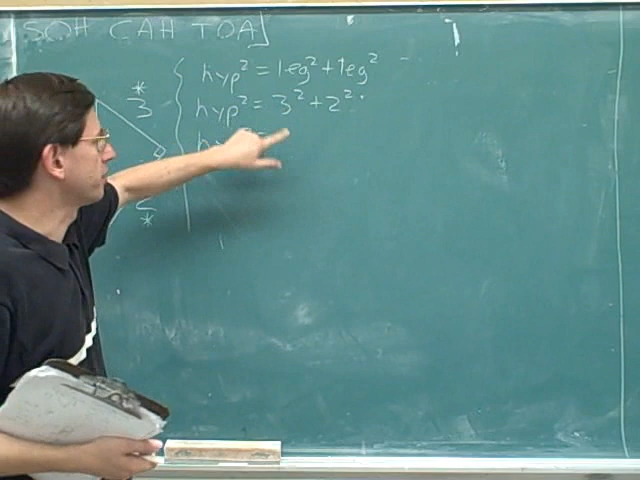 SOH CAH TOA
hyp² = leg² + leg²
* 3
hyp² = 3² + 2²
2 *